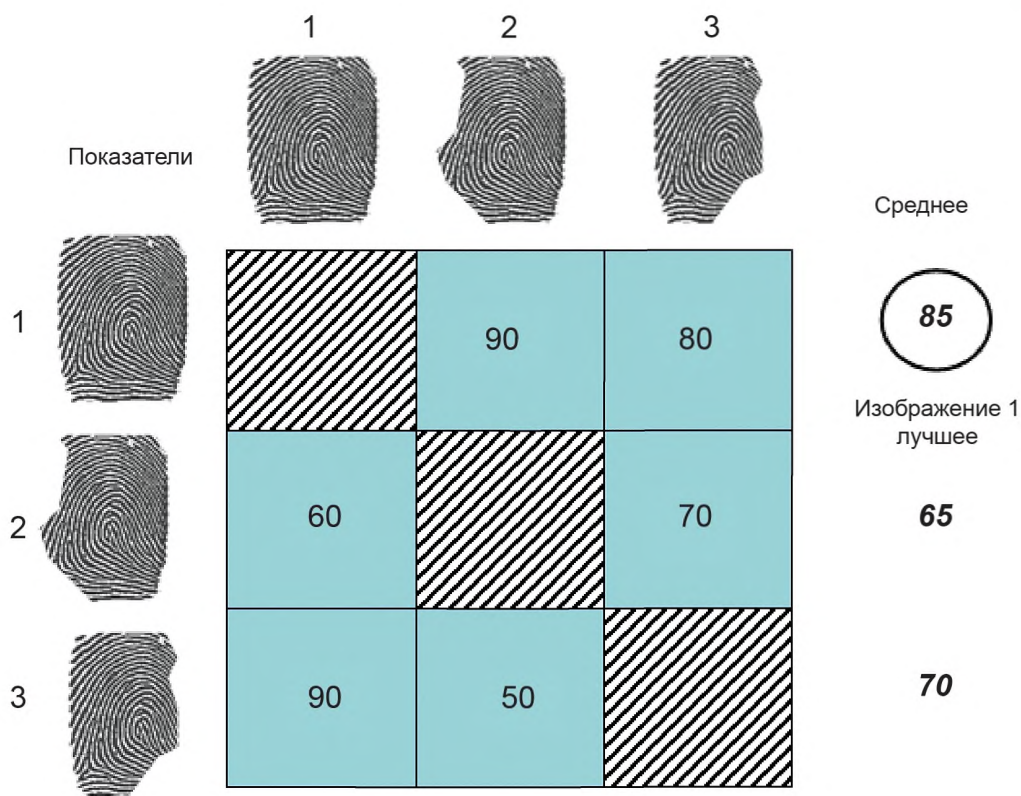 1 2 3
Показатели
Среднее
1 90 80 85
Изображение 1
лучшее
2 60 70 65
3 90 50 70